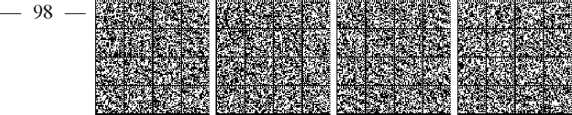 — 98 —